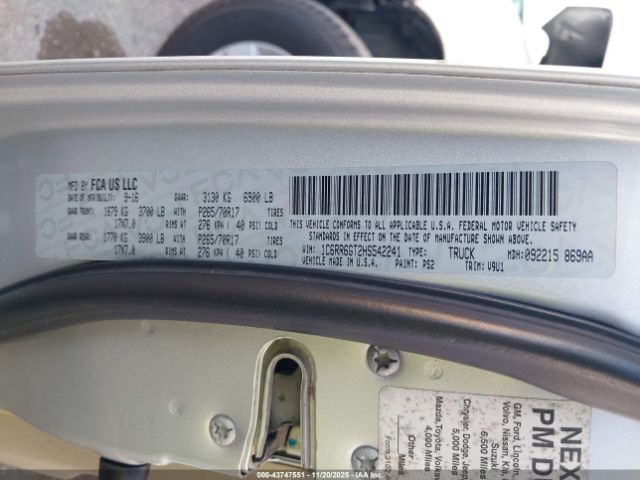 MFD BY FCA US LLC
DATE OF MFR/BUILT: 9-16 GVWR: 3130 KG 6900 LB
GAWR FRONT: 1679 KG 3700 LB WITH P265/70R17 TIRES
17X7.0 RIMS AT 276 KPA ( 40 PSI) COLD
GAWR REAR: 1770 KG 3900 LB WITH P265/70R17 TIRES
17X7.0 RIMS AT 276 KPA ( 40 PSI) COLD
THIS VEHICLE CONFORMS TO ALL APPLICABLE U.S.A. FEDERAL MOTOR VEHICLE SAFETY
STANDARDS IN EFFECT ON THE DATE OF MANUFACTURE SHOWN ABOVE.
VIN: 1C6RR6GT2HS542241 TYPE: TRUCK MDH:092215 869AA
VEHICLE MADE IN U.S.A. PAINT: PS2 TRIM: V9U1
NEX
PM D
GM, Ford, Lincoln,
Volvo, Nissan, Kia,
Suzuki
6,500 Miles
Chrysler, Dodge, Jeep
5,000 Miles
Mazda, Toyota, Volksw
4,000 Miles
Other
Miles
Form
© 000-43747551 - 11/20/2025 - IAAI.COM